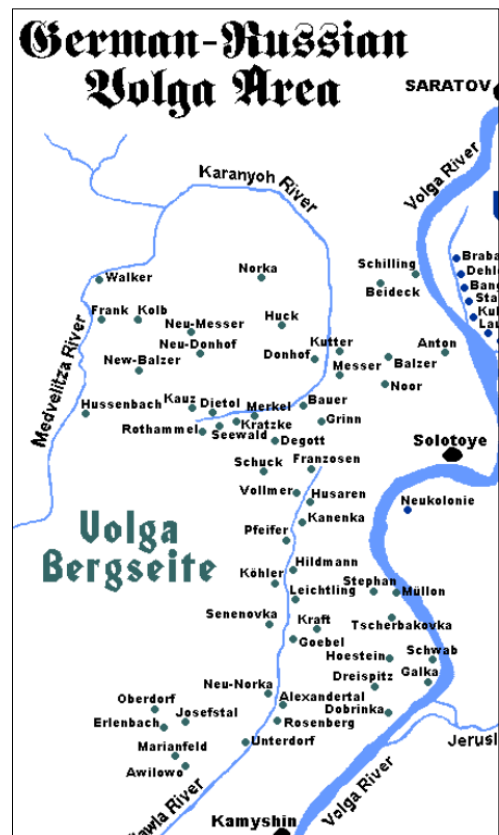 German-Russian
Volga Area
SARATOV
Volga River
Karanyoh River
Schilling
Walker
Norka
Beideck
Frank
Kolb
Huck
Neu-Messer
Neu-Donhof
Kutter
Anton
Donhof
Balzer
New-Balzer
Messer
Noor
Medvelitza River
Hussenbach
Kauz
Dietol
Merkel
Bauer
Rothammel
Kratzke
Grinn
Seewald
Degott
Solotoye
Schuck
Franzosen
Vollmer
Husaren
Neukolonie
Kanenka
Pfeifer
Volga
Bergseite
Hildmann
Köhler
Stephan
Leichtling
Müllon
Senenovka
Kraft
Tscherbakovka
Goebel
Hoestein
Schwab
Dreispitz
Galka
Neu-Norka
Alexandertal
Oberdorf
Josefstal
Dobrinka
Erlenbach
Rosenberg
Unterdorf
Marianfeld
Awilowo
Volga River
River
Kamyshin